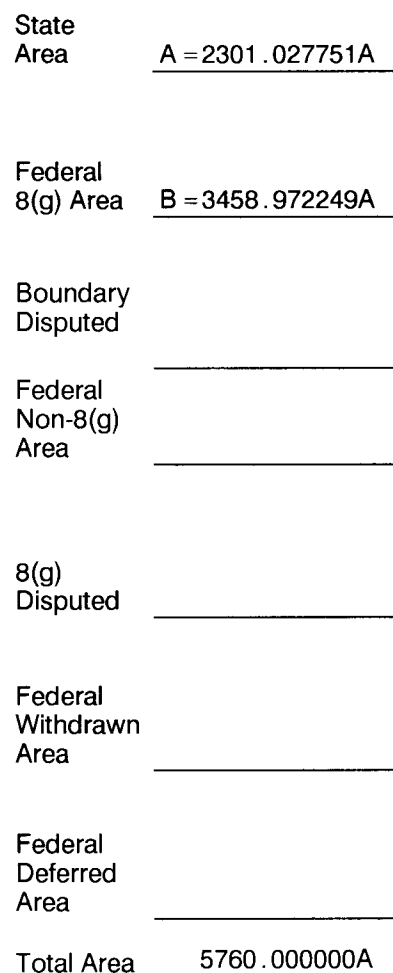 State
Area A = 2301.027751A
Federal
8(g) Area B = 3458.972249A
Boundary
Disputed
Federal
Non-8(g)
Area
8(g)
Disputed
Federal
Withdrawn
Area
Federal
Deferred
Area
Total Area 5760.000000A